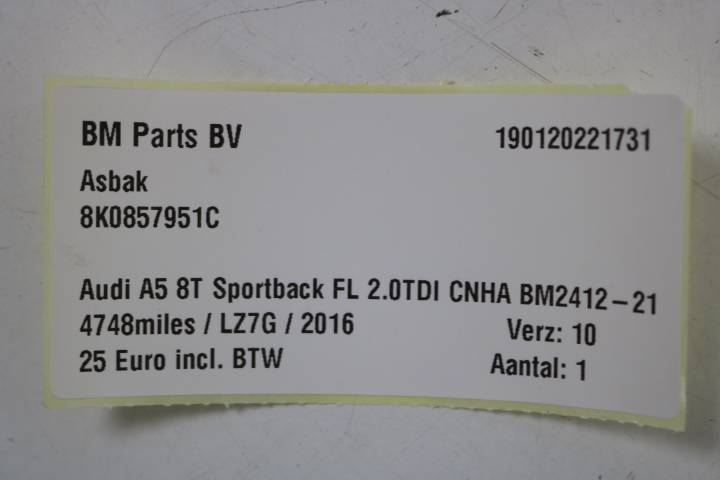 BM Parts BV 190120221731
Asbak
8K0857951C
Audi A5 8T Sportback FL 2.0TDI CNHA BM2412-21
4748miles / LZ7G / 2016 Verz: 10
25 Euro incl. BTW Aantal: 1